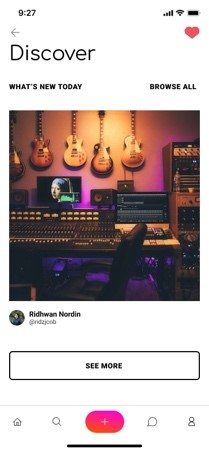 9:27
Discover
WHAT'S NEW TODAY
BROWSE ALL
Ridhwan Nordin
@ridzjcob
SEE MORE